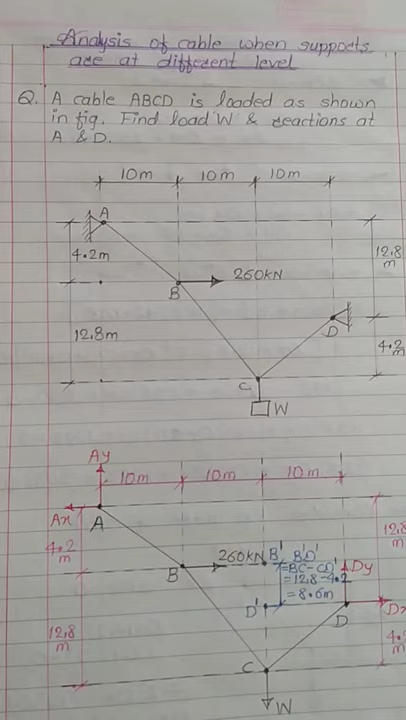 Analysis of cable when supports
are at different level
Q. A cable ABCD is loaded as shown
in fig. Find load W & reactions at
A & D.
10m 10m 10m
A
4.2m
12.8
m
260KN
B
12.8m
D
4.2
m
C
W
Ay
10m 10m 10m
Ax
A
4.2
m
12.8
m
260KN B' B'D'
=BC-CD' Dy
B
=12.8-4.2
=8.6m
D'
D
Dx
12.8
m
4.2
m
C
W